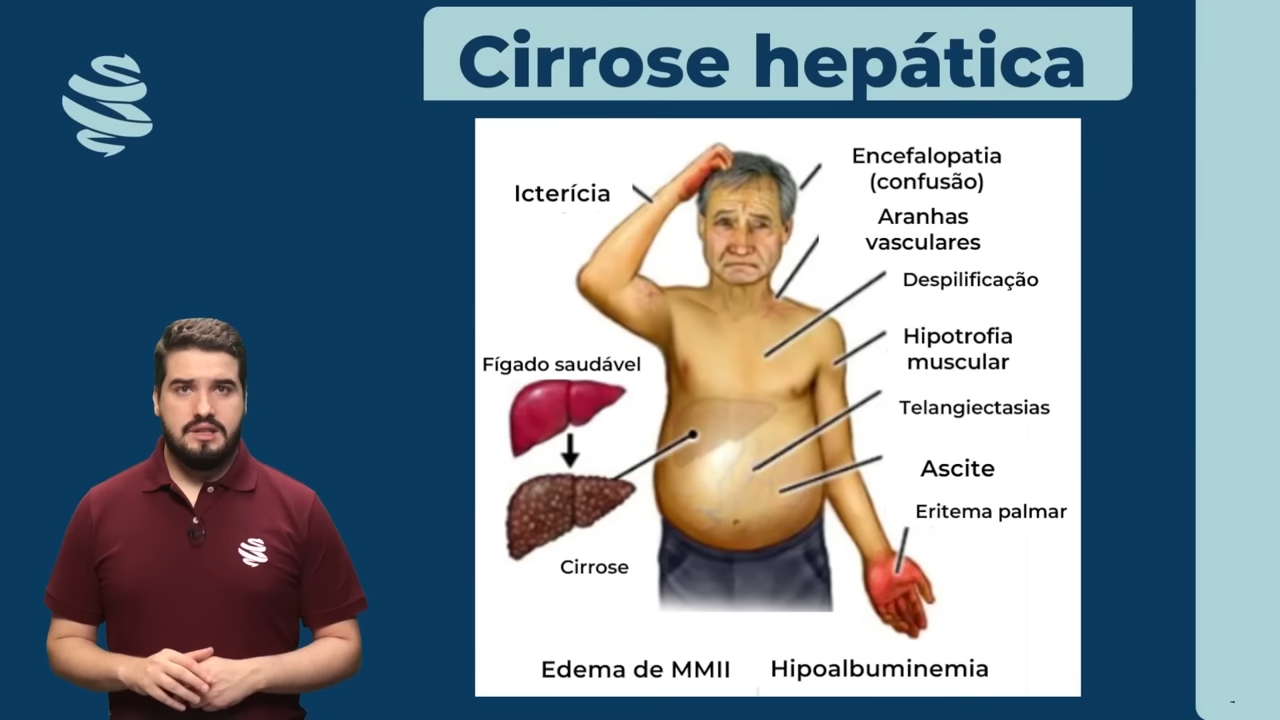 Cirrose hepática
Icterícia
Encefalopatia
(confusão)
Aranhas
vasculares
Despilificação
Hipotrofia
muscular
Fígado saudável
Telangiectasias
Ascite
Eritema palmar
Cirrose
Edema de MMII
Hipoalbuminemia